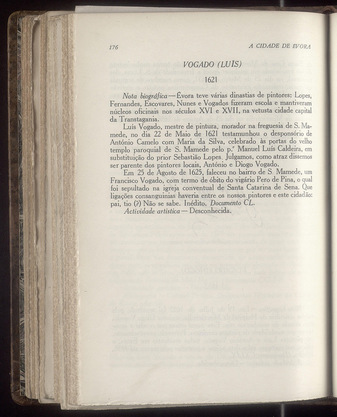 176
A CIDADE DE ÉVORA
VOGADO (LUÍS)
1621
Nota biográfica — Évora teve várias dinastias de pintores: Lopes,
Fernandes, Escovares, Nunes e Vogados fizeram escola e mantiveram
núcleos oficinais nos séculos XVI e XVII, na vetusta cidade capital
da Transtagania.
Luís Vogado, mestre de pintura, morador na freguesia de S. Ma-
mede, no dia 22 de Maio de 1621 testamunhou o desponsório de
António Camelo com Maria da Silva, celebrado às portas do velho
templo paroquial de S. Mamede pelo p.e Manuel Luís Caldeira, em
substituição do prior Sebastião Lopes. Julgamos, como atraz dissemos
ser parente dos pintores locais, António e Diogo Vogado.
Em 25 de Agosto de 1625, faleceu no bairro de S. Mamede, um
Francisco Vogado, com termo de óbito do vigário Pero de Pina, o qual
foi sepultado na igreja conventual de Santa Catarina de Sena. Que
ligações consanguinias haveria entre os nossos pintores e este cidadão:
pai, tio (?) Não se sabe. Inédito. Documento CL.
Actividade artística — Desconhecida.